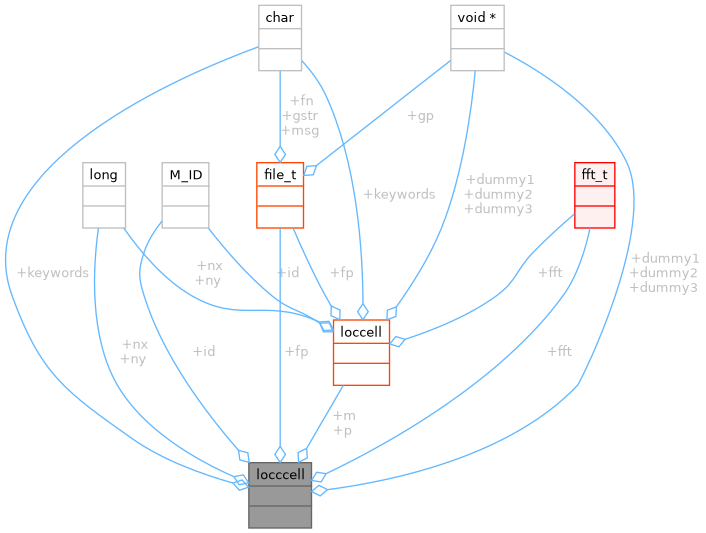 char
void *
+fn
+gstr
+msg
+gp
long
M_ID
file_t
fft_t
+keywords
+dummy1
+dummy2
+dummy3
+keywords
+nx
+ny
+id
+fp
+fft
+dummy1
+dummy2
+dummy3
loccell
+nx
+ny
+id
+fp
+fft
+m
+p
locccell